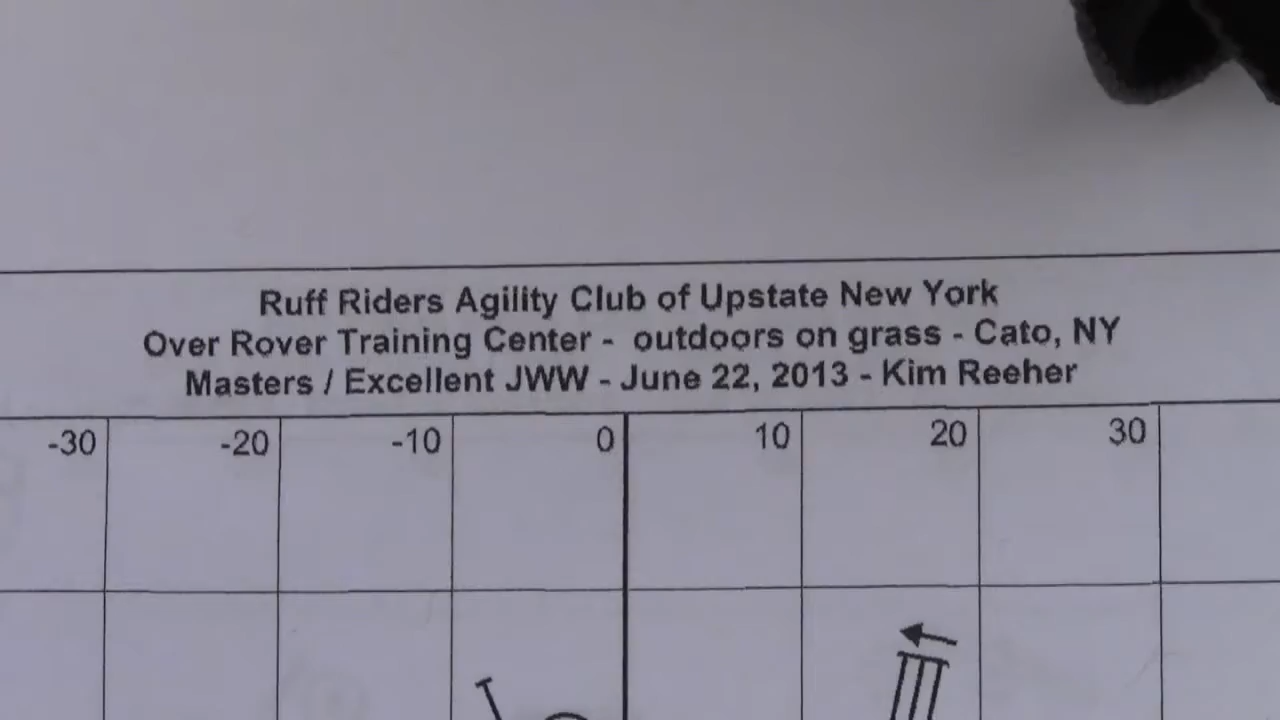 Ruff Riders Agility Club of Upstate New York
Over Rover Training Center - outdoors on grass - Cato, NY
Masters / Excellent JWW - June 22, 2013 - Kim Reeher
-30 -20 -10 0 10 20 30